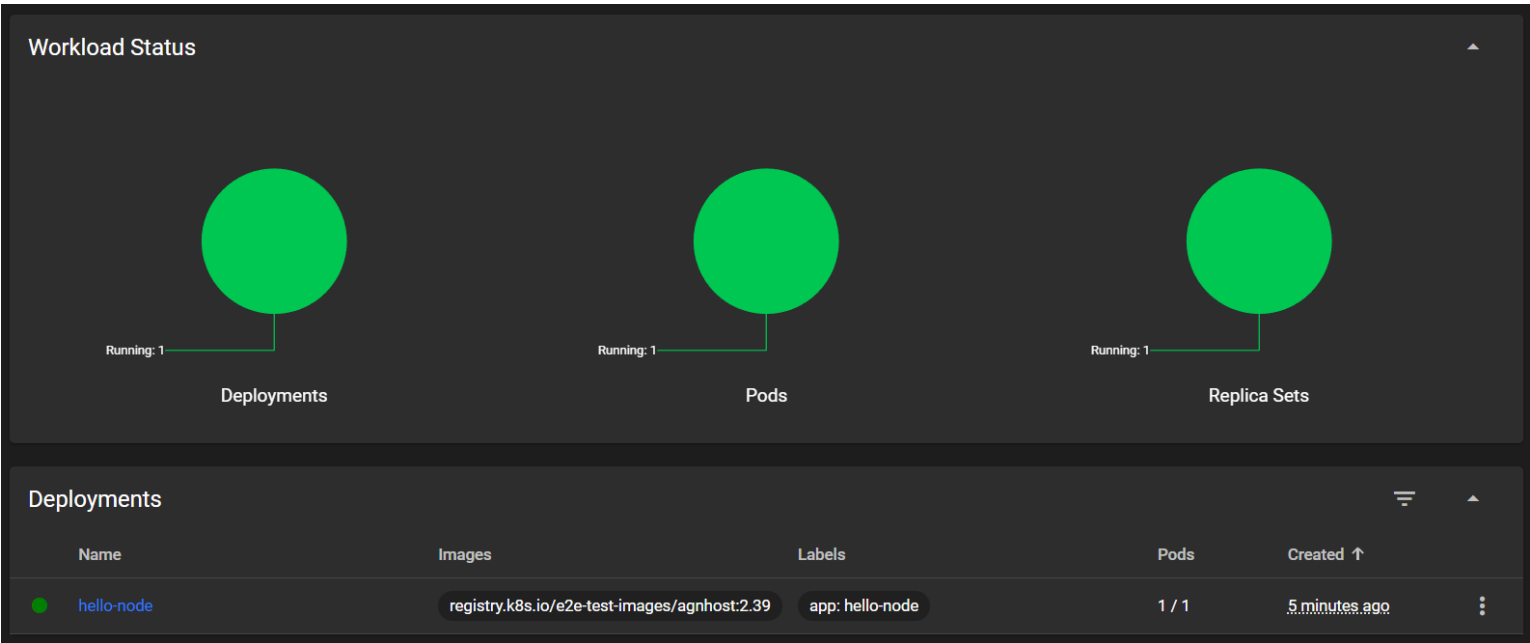 Workload Status
Running: 1
Deployments
Running: 1
Pods
Running: 1
Replica Sets
Deployments
Name Images Labels Pods Created ↑
hello-node registry.k8s.io/e2e-test-images/agnhost:2.39 app: hello-node 1 / 1 5 minutes ago